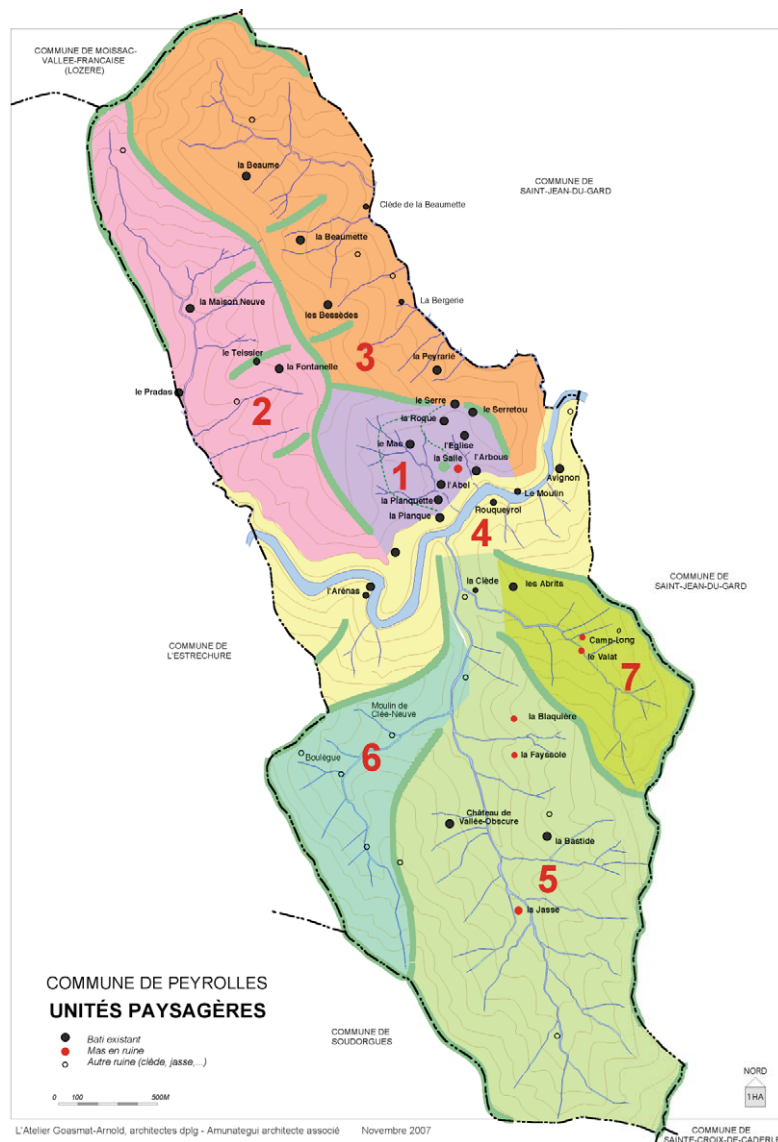 COMMUNE DE MOISSAC-
VALLEE-FRANCAISE
(LOZERE)
la Beaume
COMMUNE DE
SAINT-JEAN-DU-GARD
Clède de la Beaumette
la Beaumette
la Maison Neuve
La Bergerie
les Bessèdes
3
le Teissier
la Fontanelle
la Peyrarié
le Pradas
2
le Serre
le Serretou
la Roque
le Mas
l'Eglise
la Salle
l'Arbous
1
l'Abel
Avignon
Le Moulin
la Planquette
Rouqueyrol
la Planque
4
la Clède
les Abrits
COMMUNE DE
SAINT-JEAN-DU-GARD
l'Arénas
COMMUNE DE
L'ESTRECHURE
Camp-Long
le Valat
7
Moulin de
Clée-Neuve
la Blaquière
Boulègue
6
la Fayssole
Château de
Vallée-Obscure
la Bastide
5
la Jasse
COMMUNE DE PEYROLLES
UNITÉS PAYSAGÈRES
Bati existant
Mas en ruine
Autre ruine (clède, jasse,...)
COMMUNE DE
SOUDORGUES
0 100 500M
NORD
1HA
L'Atelier Goasmat-Arnold, architectes dplg - Amunategui architecte associé Novembre 2007
COMMUNE DE